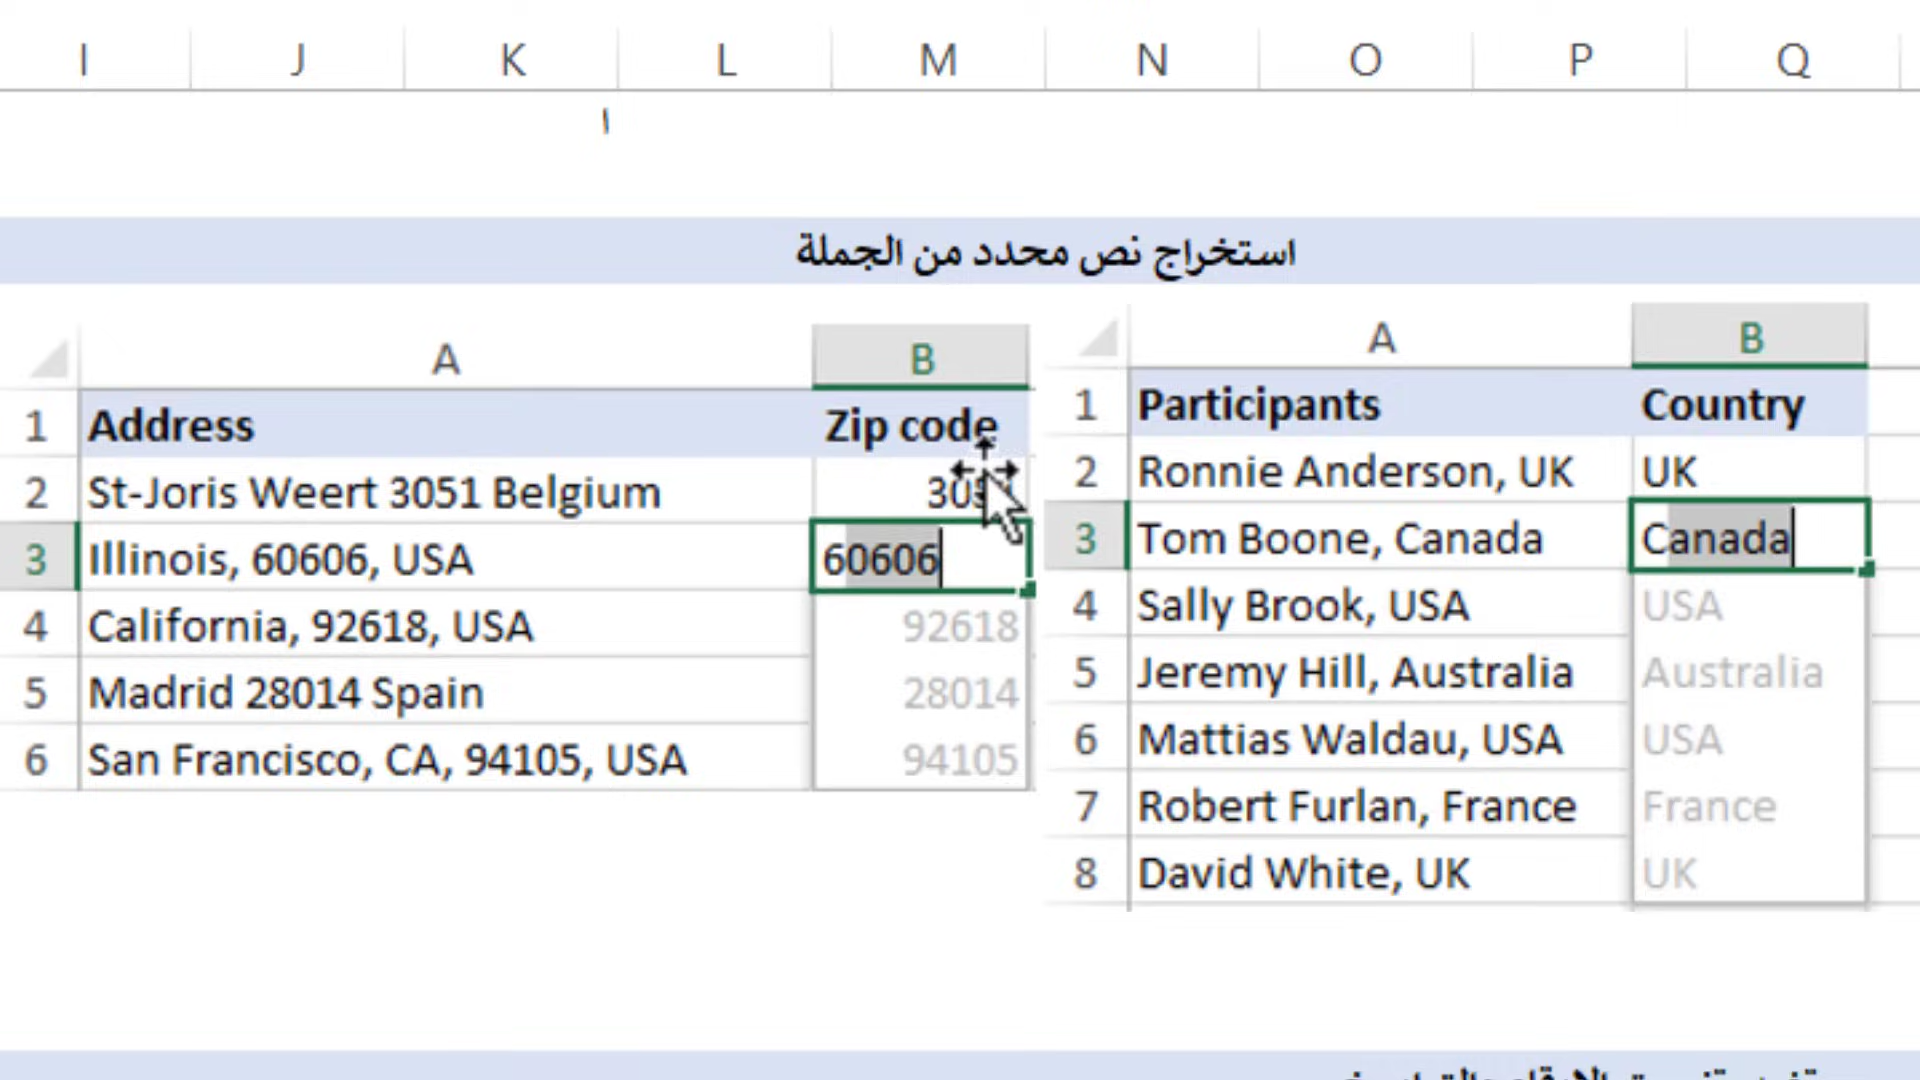 I J K L M N O P Q
ا
استخراج نص محدد من الجملة
A B
1 Address Zip code
2 St-Joris Weert 3051 Belgium
3 Illinois, 60606, USA 60606
4 California, 92618, USA 92618
5 Madrid 28014 Spain 28014
6 San Francisco, CA, 94105, USA 94105
A B
1 Participants Country
2 Ronnie Anderson, UK UK
3 Tom Boone, Canada Canada
4 Sally Brook, USA USA
5 Jeremy Hill, Australia Australia
6 Mattias Waldau, USA USA
7 Robert Furlan, France France
8 David White, UK UK